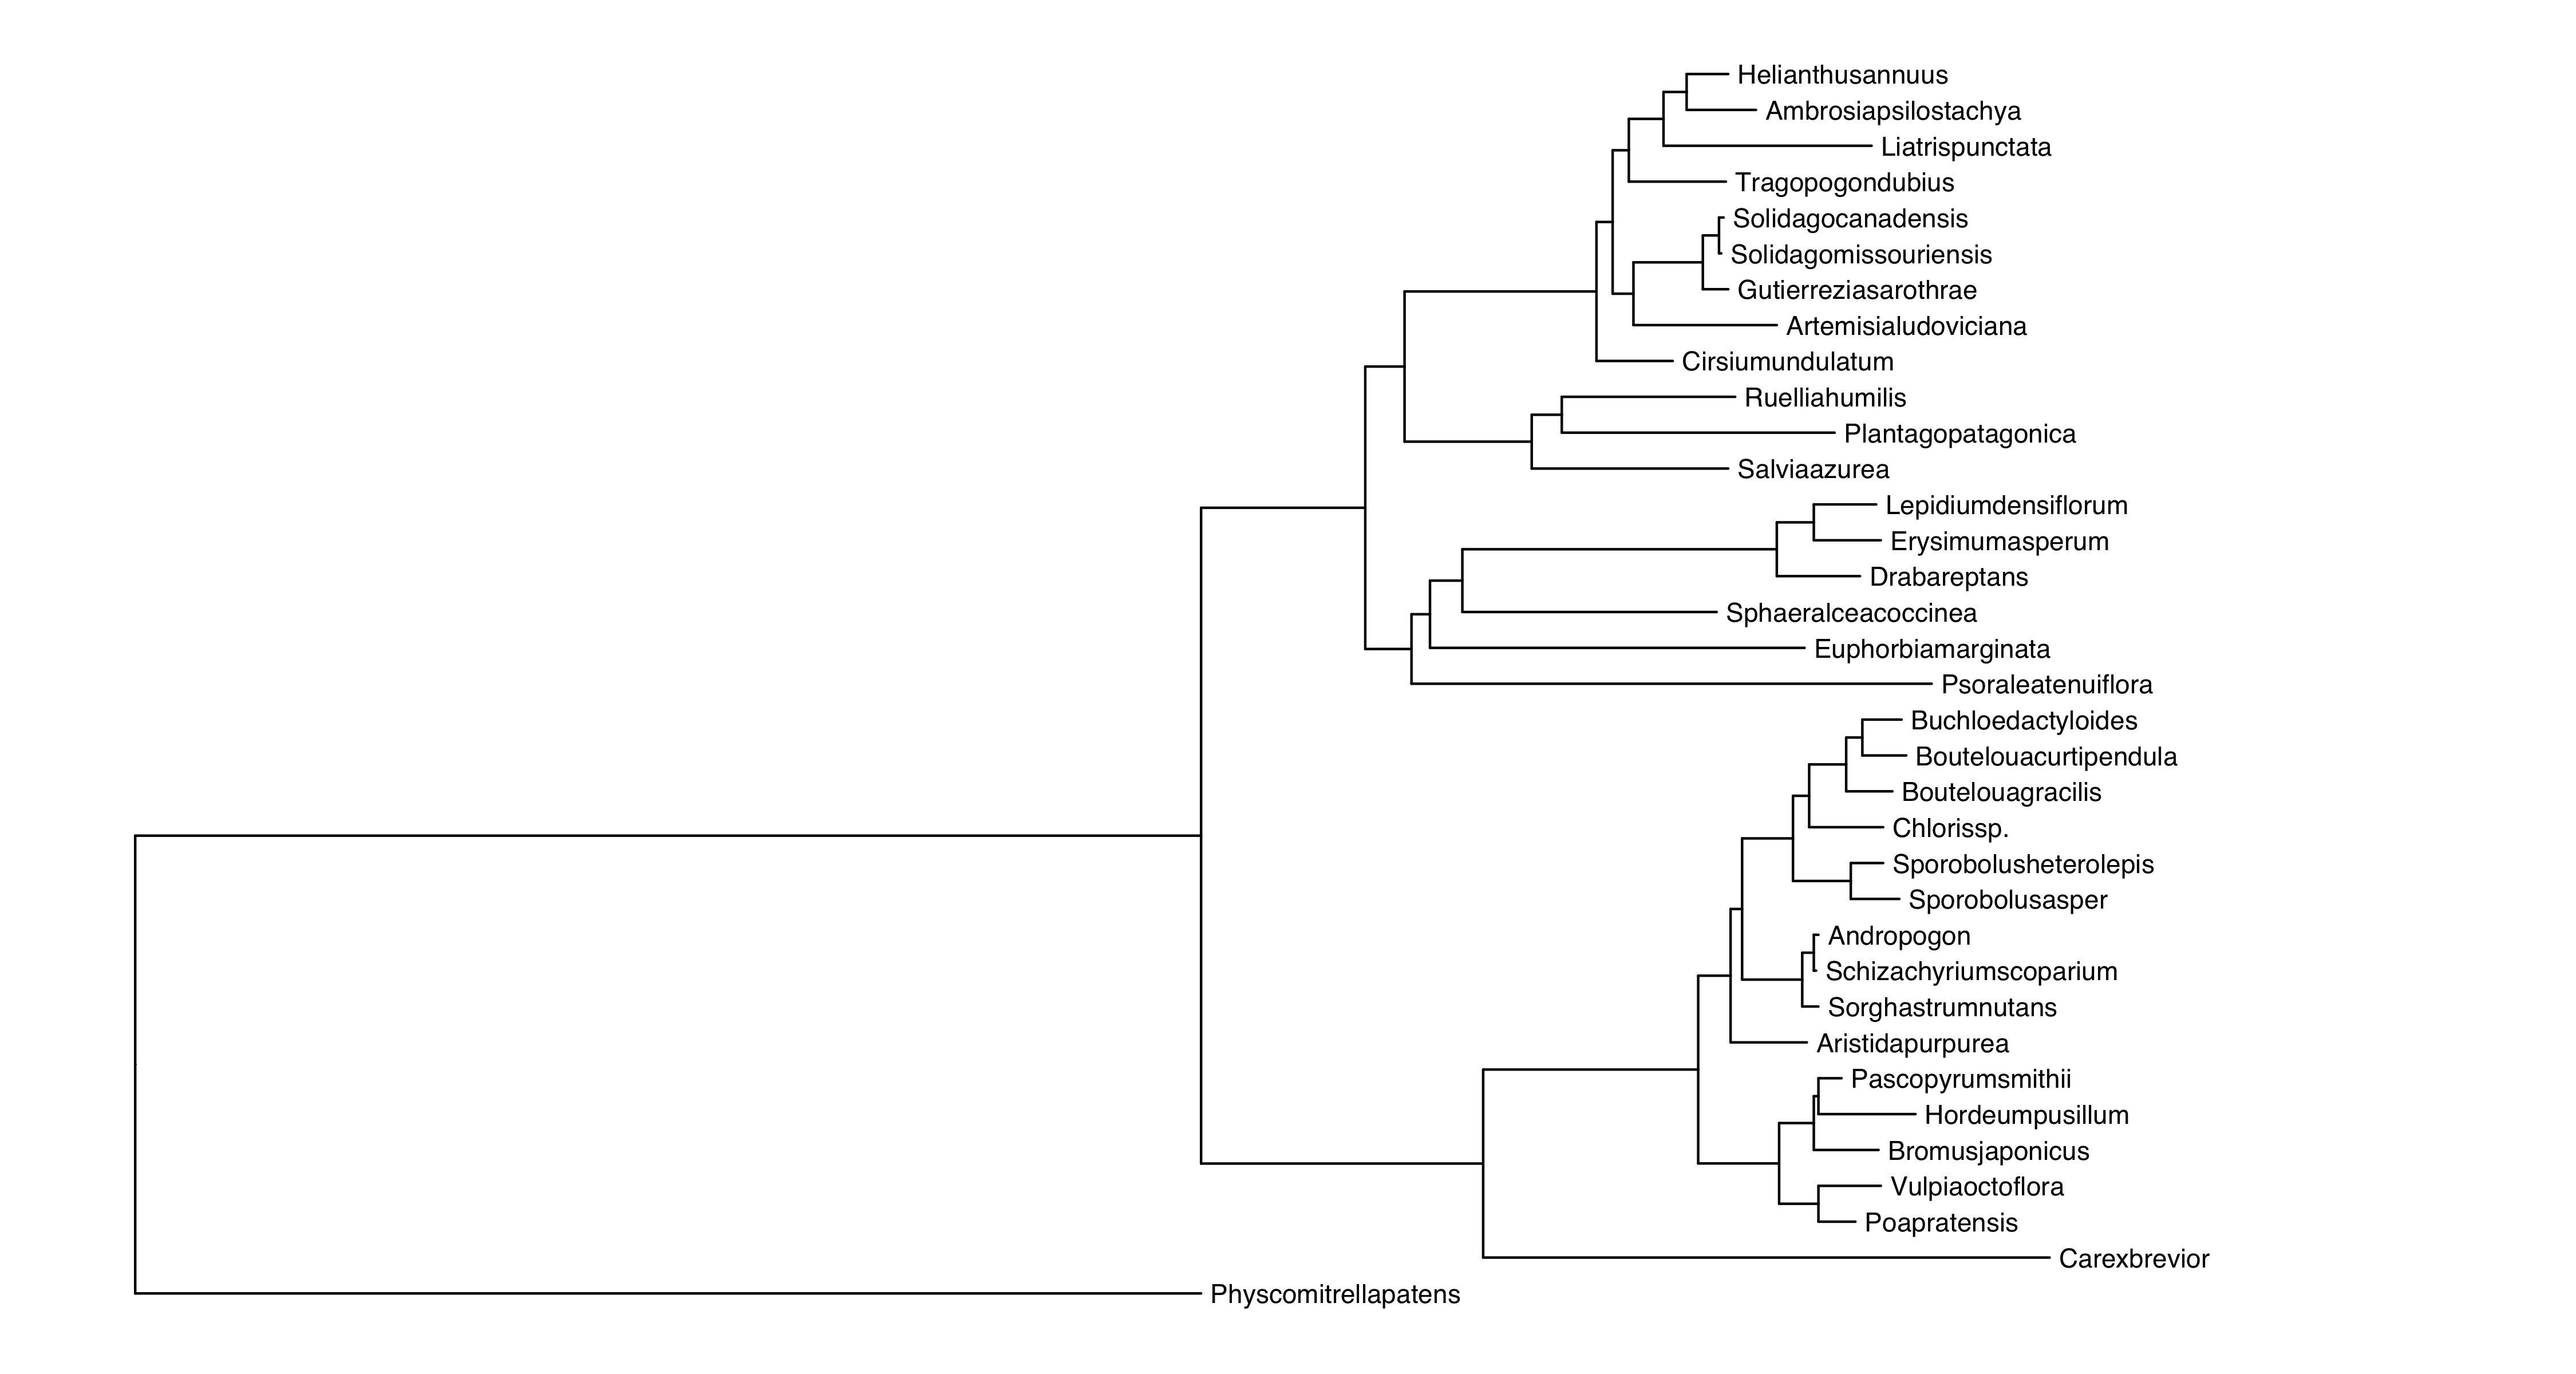 Helianthusannuus
Ambrosiapsilostachya
Liatrispunctata
Tragopogondubius
Solidagocanadensis
Solidagomissouriensis
Gutierreziasarothrae
Artemisialudoviciana
Cirsiumundulatum
Ruelliahumilis
Plantagopatagonica
Salviaazurea
Lepidiumdensiflorum
Erysimumasperum
Drabareptans
Sphaeralceacoccinea
Euphorbiamarginata
Psoraleatenuiflora
Buchloedactyloides
Boutelouacurtipendula
Boutelouagracilis
Chlorissp.
Sporobolusheterolepis
Sporobolusasper
Andropogon
Schizachyriumscoparium
Sorghastrumnutans
Aristidapurpurea
Pascopyrumsmithii
Hordeumpusillum
Bromusjaponicus
Vulpiaoctoflora
Poapratensis
Carexbrevior
Physcomitrellapatens